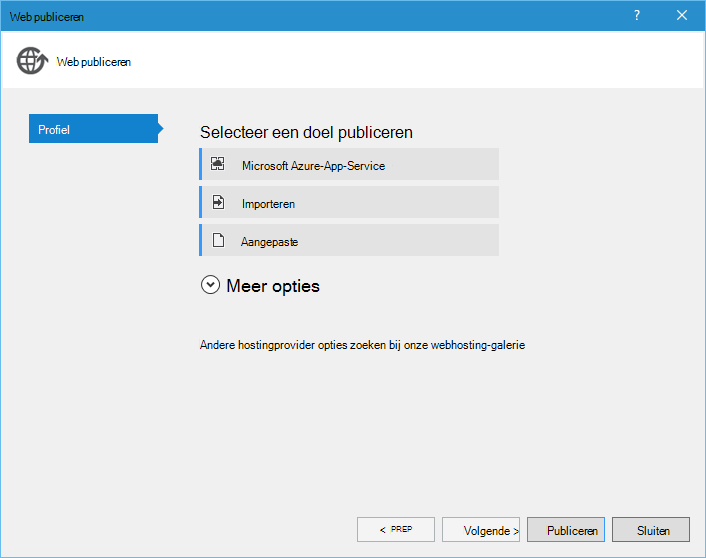 Web publiceren
?
Web publiceren
Profiel
Selecteer een doel publiceren
Microsoft Azure-App-Service
Importeren
Aangepaste
Meer opties
Andere hostingprovider opties zoeken bij onze webhosting-galerie
< PREP
Volgende >
Publiceren
Sluiten